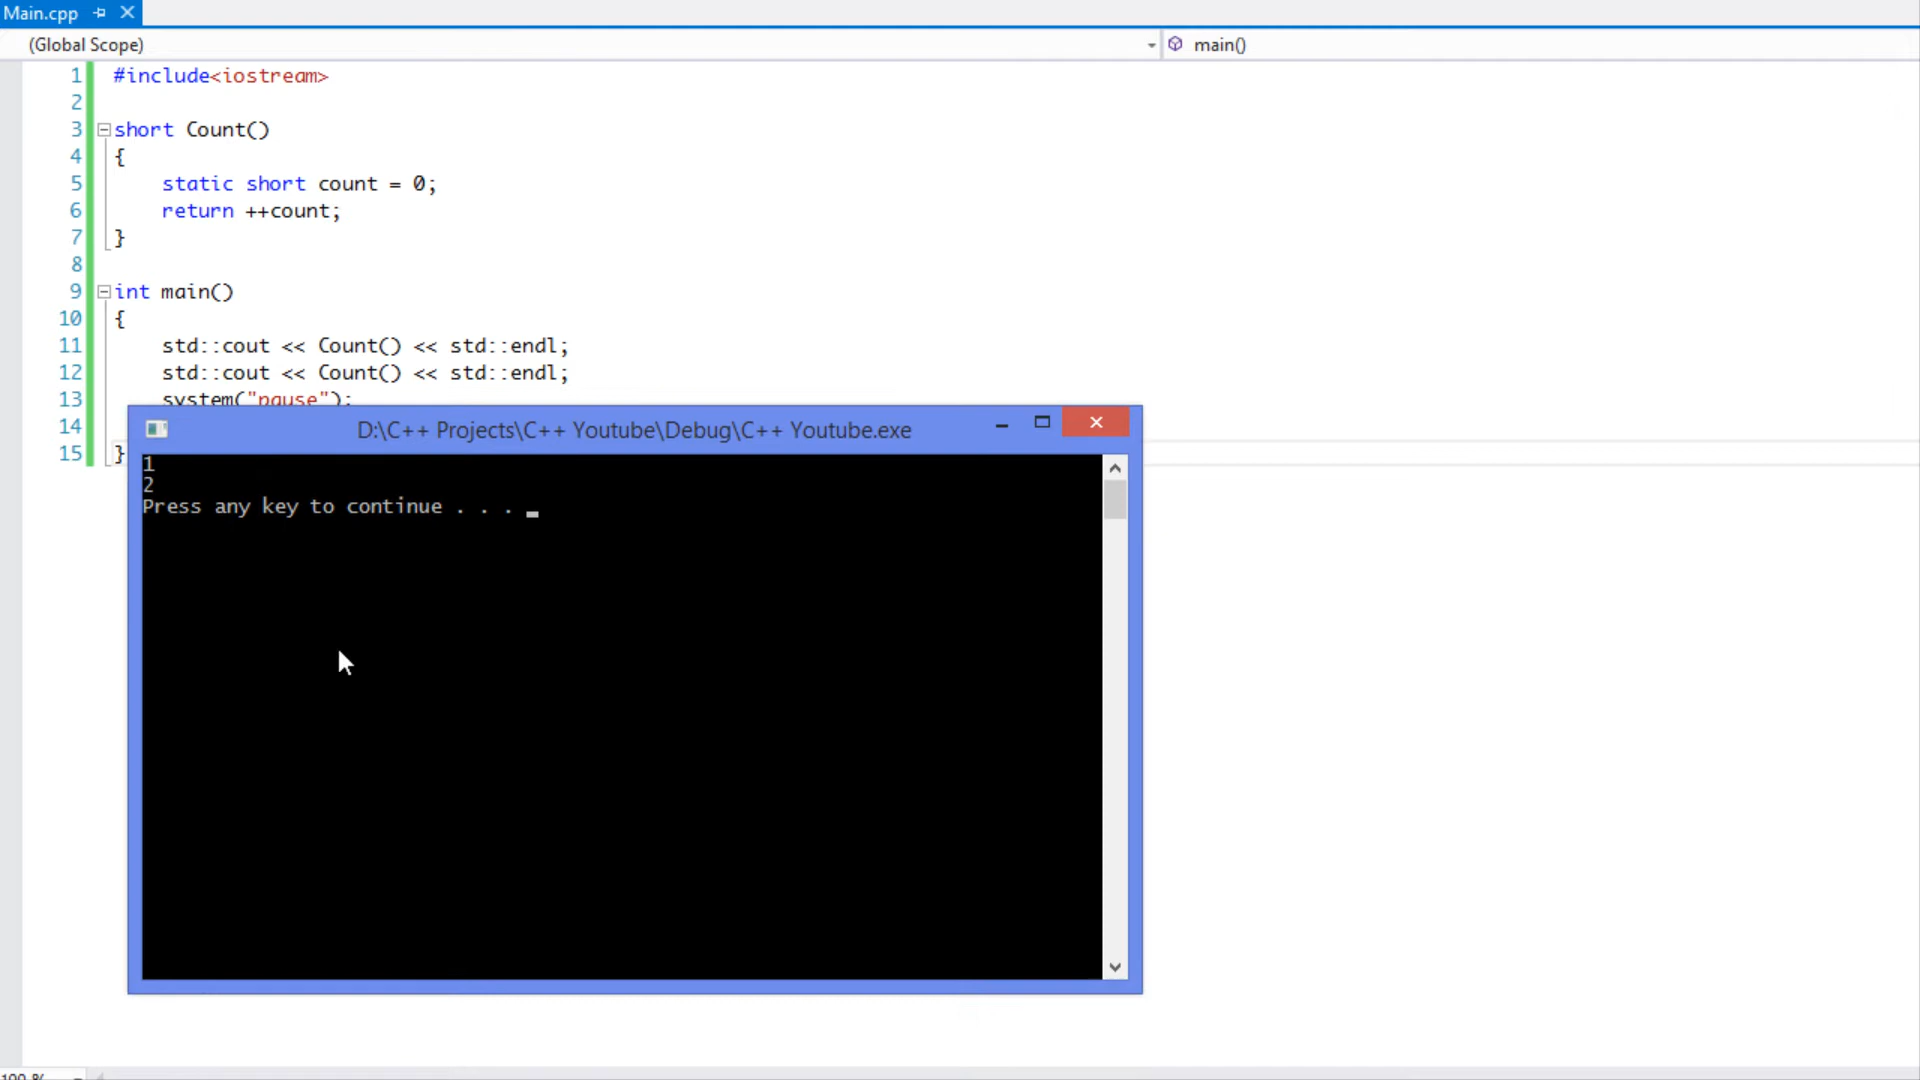 Main.cpp
(Global Scope)
main()
1 #include<iostream>
2
3 short Count()
4 {
5 static short count = 0;
6 return ++count;
7 }
8
9 int main()
10 {
11 std::cout << Count() << std::endl;
12 std::cout << Count() << std::endl;
13 system("pause");
14
15 }
D:\C++ Projects\C++ Youtube\Debug\C++ Youtube.exe
1
2
Press any key to continue . . . _
100 %